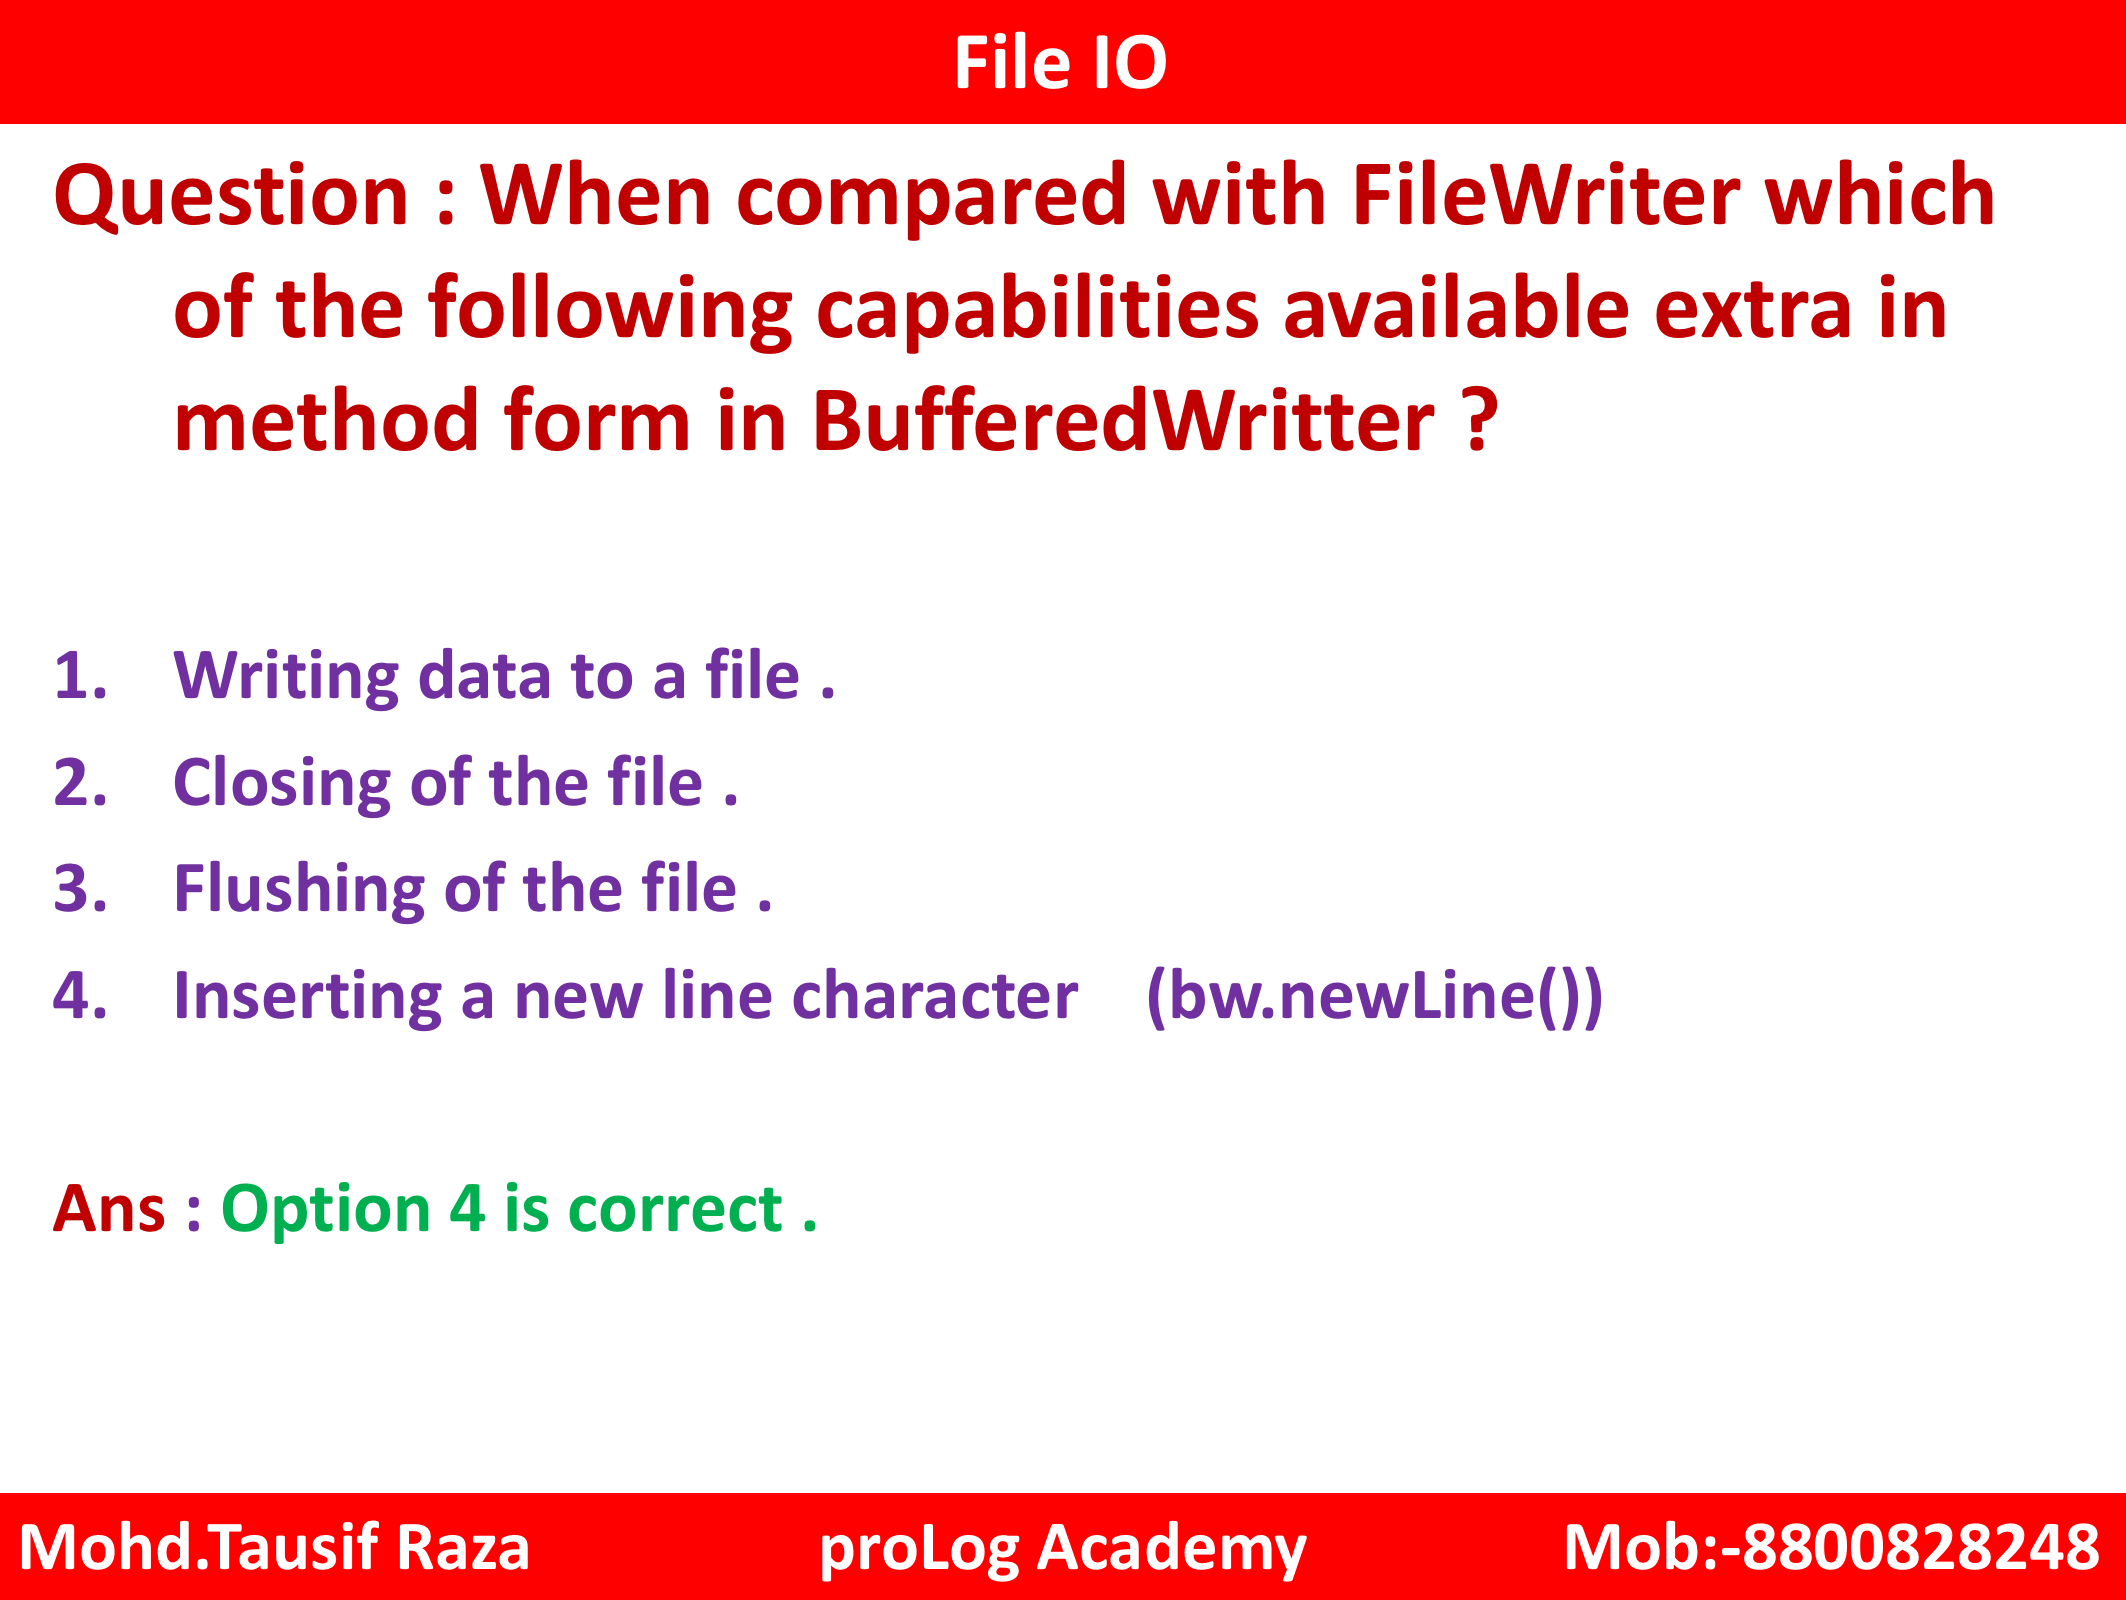 File IO
Question : When compared with FileWriter which
of the following capabilities available extra in
method form in BufferedWritter ?
1. Writing data to a file .
2. Closing of the file .
3. Flushing of the file .
4. Inserting a new line character (bw.newLine())
Ans : Option 4 is correct .
Mohd.Tausif Raza proLog Academy Mob:-8800828248